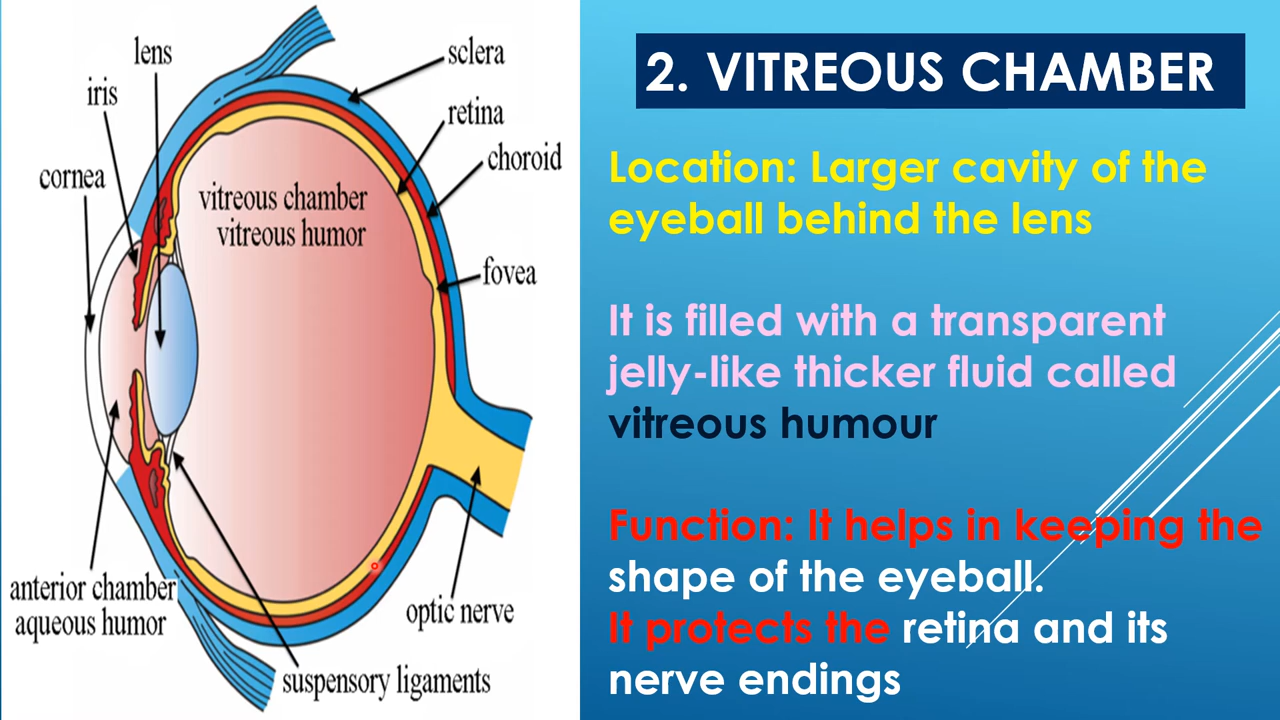 lens
iris
cornea
sclera
retina
choroid
vitreous chamber
vitreous humor
fovea
anterior chamber
aqueous humor
optic nerve
suspensory ligaments
2. VITREOUS CHAMBER
Location: Larger cavity of the
eyeball behind the lens
It is filled with a transparent
jelly-like thicker fluid called
vitreous humour
Function: It helps in keeping the
shape of the eyeball.
It protects the retina and its
nerve endings